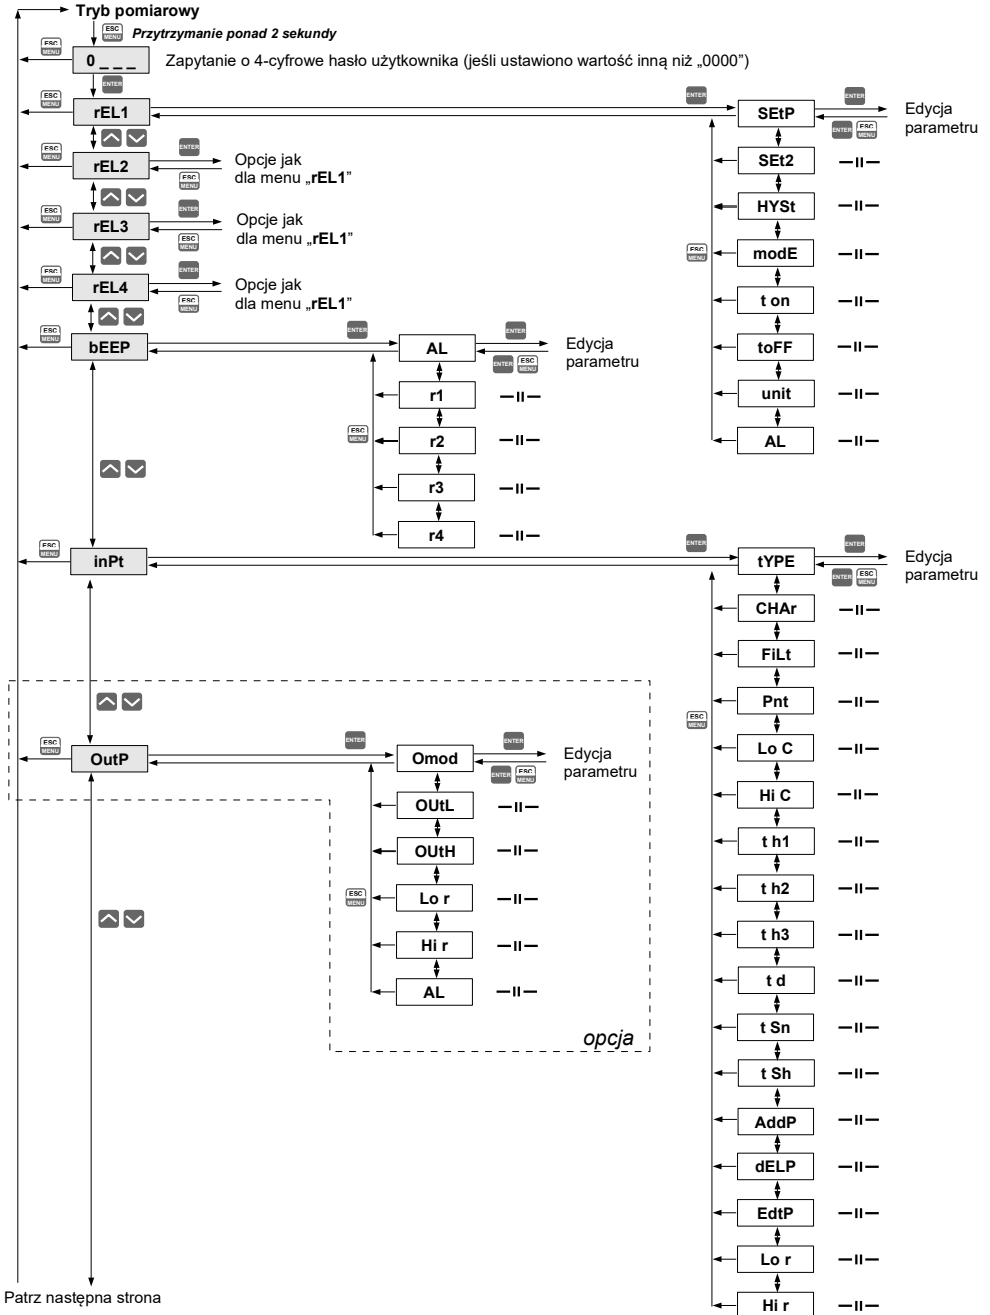 Tryb pomiarowy
ESC MENU Przytrzymanie ponad 2 sekundy
ESC MENU
0 _ _ _ Zapytanie o 4-cyfrowe hasło użytkownika (jeśli ustawiono wartość inną niż „0000”)
ENTER
ESC MENU
rEL1
ENTER
SEtP
ENTER
ENTER ESC MENU
Edycja
parametru
SEt2 —II—
HYSt —II—
ESC MENU
modE —II—
t on —II—
toFF —II—
unit —II—
AL —II—
ESC MENU
rEL2
ENTER
ESC MENU
Opcje jak
dla menu „rEL1”
rEL3
ESC MENU
ENTER
ESC MENU
Opcje jak
dla menu „rEL1”
ESC MENU
rEL4
ENTER
ESC MENU
Opcje jak
dla menu „rEL1”
ESC MENU
bEEP
ENTER
AL
ENTER
ENTER ESC MENU
Edycja
parametru
r1 —II—
ESC MENU
r2 —II—
r3 —II—
r4 —II—
ESC MENU
inPt
ENTER
tYPE
ENTER
ENTER ESC MENU
Edycja
parametru
CHAr —II—
FiLt —II—
Pnt —II—
ESC MENU
Lo C —II—
Hi C —II—
t h1 —II—
t h2 —II—
t h3 —II—
t d —II—
t Sn —II—
t Sh —II—
AddP —II—
dELP —II—
EdtP —II—
Lo r —II—
Hi r —II—
ESC MENU
OutP
ENTER
Omod
ENTER
ENTER ESC MENU
Edycja
parametru
OUtL —II—
OUtH —II—
ESC MENU
Lo r —II—
Hi r —II—
AL —II—
opcja
Patrz następna strona